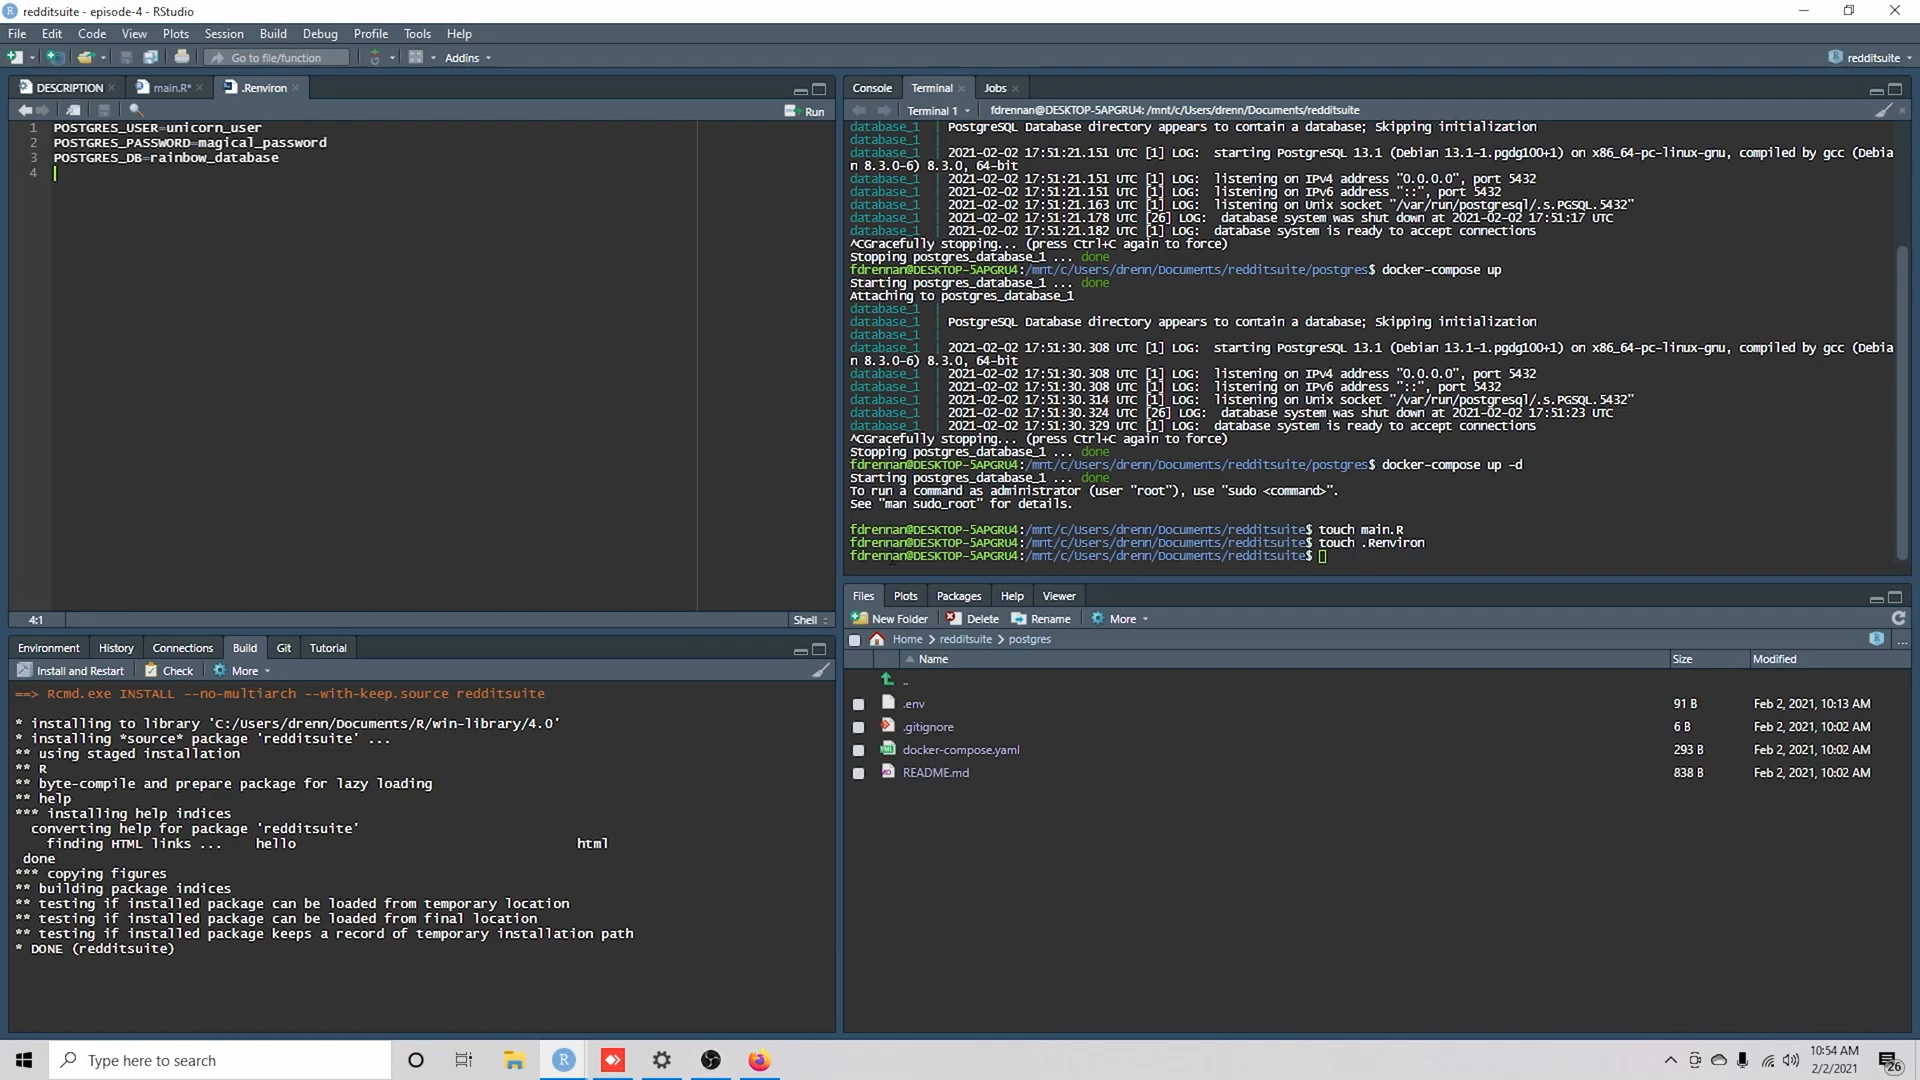 redditsuite - episode-4 - RStudio
File Edit Code View Plots Session Build Debug Profile Tools Help
Go to file/function Addins redditsuite
DESCRIPTION main.R* .Renviron
Run
1 POSTGRES_USER=unicorn_user
2 POSTGRES_PASSWORD=magical_password
3 POSTGRES_DB=rainbow_database
4
4:1 Shell
Console Terminal Jobs
Terminal 1 fdrennan@DESKTOP-5APGRU4: /mnt/c/Users/drenn/Documents/redditsuite
database_1 | PostgreSQL Database directory appears to contain a database; Skipping initialization
database_1 |
database_1 | 2021-02-02 17:51:21.151 UTC [1] LOG: starting PostgreSQL 13.1 (Debian 13.1-1.pgdg100+1) on x86_64-pc-linux-gnu, compiled by gcc (Debia
n 8.3.0-6) 8.3.0, 64-bit
database_1 | 2021-02-02 17:51:21.151 UTC [1] LOG: listening on IPv4 address "0.0.0.0", port 5432
database_1 | 2021-02-02 17:51:21.151 UTC [1] LOG: listening on IPv6 address "::", port 5432
database_1 | 2021-02-02 17:51:21.163 UTC [1] LOG: listening on Unix socket "/var/run/postgresql/.s.PGSQL.5432"
database_1 | 2021-02-02 17:51:21.178 UTC [26] LOG: database system was shut down at 2021-02-02 17:51:17 UTC
database_1 | 2021-02-02 17:51:21.182 UTC [1] LOG: database system is ready to accept connections
^CGracefully stopping... (press Ctrl+C again to force)
Stopping postgres_database_1 ... done
fdrennan@DESKTOP-5APGRU4:/mnt/c/Users/drenn/Documents/redditsuite/postgres$ docker-compose up
Starting postgres_database_1 ... done
Attaching to postgres_database_1
database_1 |
database_1 | PostgreSQL Database directory appears to contain a database; Skipping initialization
database_1 |
database_1 | 2021-02-02 17:51:30.308 UTC [1] LOG: starting PostgreSQL 13.1 (Debian 13.1-1.pgdg100+1) on x86_64-pc-linux-gnu, compiled by gcc (Debia
n 8.3.0-6) 8.3.0, 64-bit
database_1 | 2021-02-02 17:51:30.308 UTC [1] LOG: listening on IPv4 address "0.0.0.0", port 5432
database_1 | 2021-02-02 17:51:30.308 UTC [1] LOG: listening on IPv6 address "::", port 5432
database_1 | 2021-02-02 17:51:30.314 UTC [1] LOG: listening on Unix socket "/var/run/postgresql/.s.PGSQL.5432"
database_1 | 2021-02-02 17:51:30.324 UTC [26] LOG: database system was shut down at 2021-02-02 17:51:23 UTC
database_1 | 2021-02-02 17:51:30.329 UTC [1] LOG: database system is ready to accept connections
^CGracefully stopping... (press Ctrl+C again to force)
Stopping postgres_database_1 ... done
fdrennan@DESKTOP-5APGRU4:/mnt/c/Users/drenn/Documents/redditsuite/postgres$ docker-compose up -d
Starting postgres_database_1 ... done
To run a command as administrator (user "root"), use "sudo <command>".
See "man sudo_root" for details.
fdrennan@DESKTOP-5APGRU4:/mnt/c/Users/drenn/Documents/redditsuite$ touch main.R
fdrennan@DESKTOP-5APGRU4:/mnt/c/Users/drenn/Documents/redditsuite$ touch .Renviron
fdrennan@DESKTOP-5APGRU4:/mnt/c/Users/drenn/Documents/redditsuite$
Environment History Connections Build Git Tutorial
Install and Restart Check More
==> Rcmd.exe INSTALL --no-multiarch --with-keep.source redditsuite
* installing to library 'C:/Users/drenn/Documents/R/win-library/4.0'
* installing *source* package 'redditsuite' ...
** using staged installation
** R
** byte-compile and prepare package for lazy loading
** help
*** installing help indices
converting help for package 'redditsuite'
finding HTML links ... hello html
done
*** copying figures
** building package indices
** testing if installed package can be loaded from temporary location
** testing if installed package can be loaded from final location
** testing if installed package keeps a record of temporary installation path
* DONE (redditsuite)
Files Plots Packages Help Viewer
New Folder Delete Rename More
Home > redditsuite > postgres ...
Name Size Modified
..
.env 91 B Feb 2, 2021, 10:13 AM
.gitignore 6 B Feb 2, 2021, 10:02 AM
docker-compose.yaml 293 B Feb 2, 2021, 10:02 AM
README.md 838 B Feb 2, 2021, 10:02 AM
Type here to search
10:54 AM
2/2/2021
26